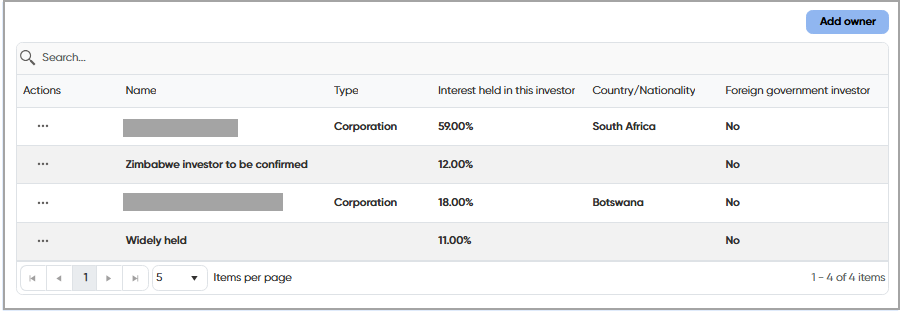 Add owner
Search...
Actions Name Type Interest held in this investor Country/Nationality Foreign government investor
... Corporation 59.00% South Africa No
... Zimbabwe investor to be confirmed 12.00% No
... Corporation 18.00% Botswana No
... Widely held 11.00% No
1 5 Items per page 1 - 4 of 4 items